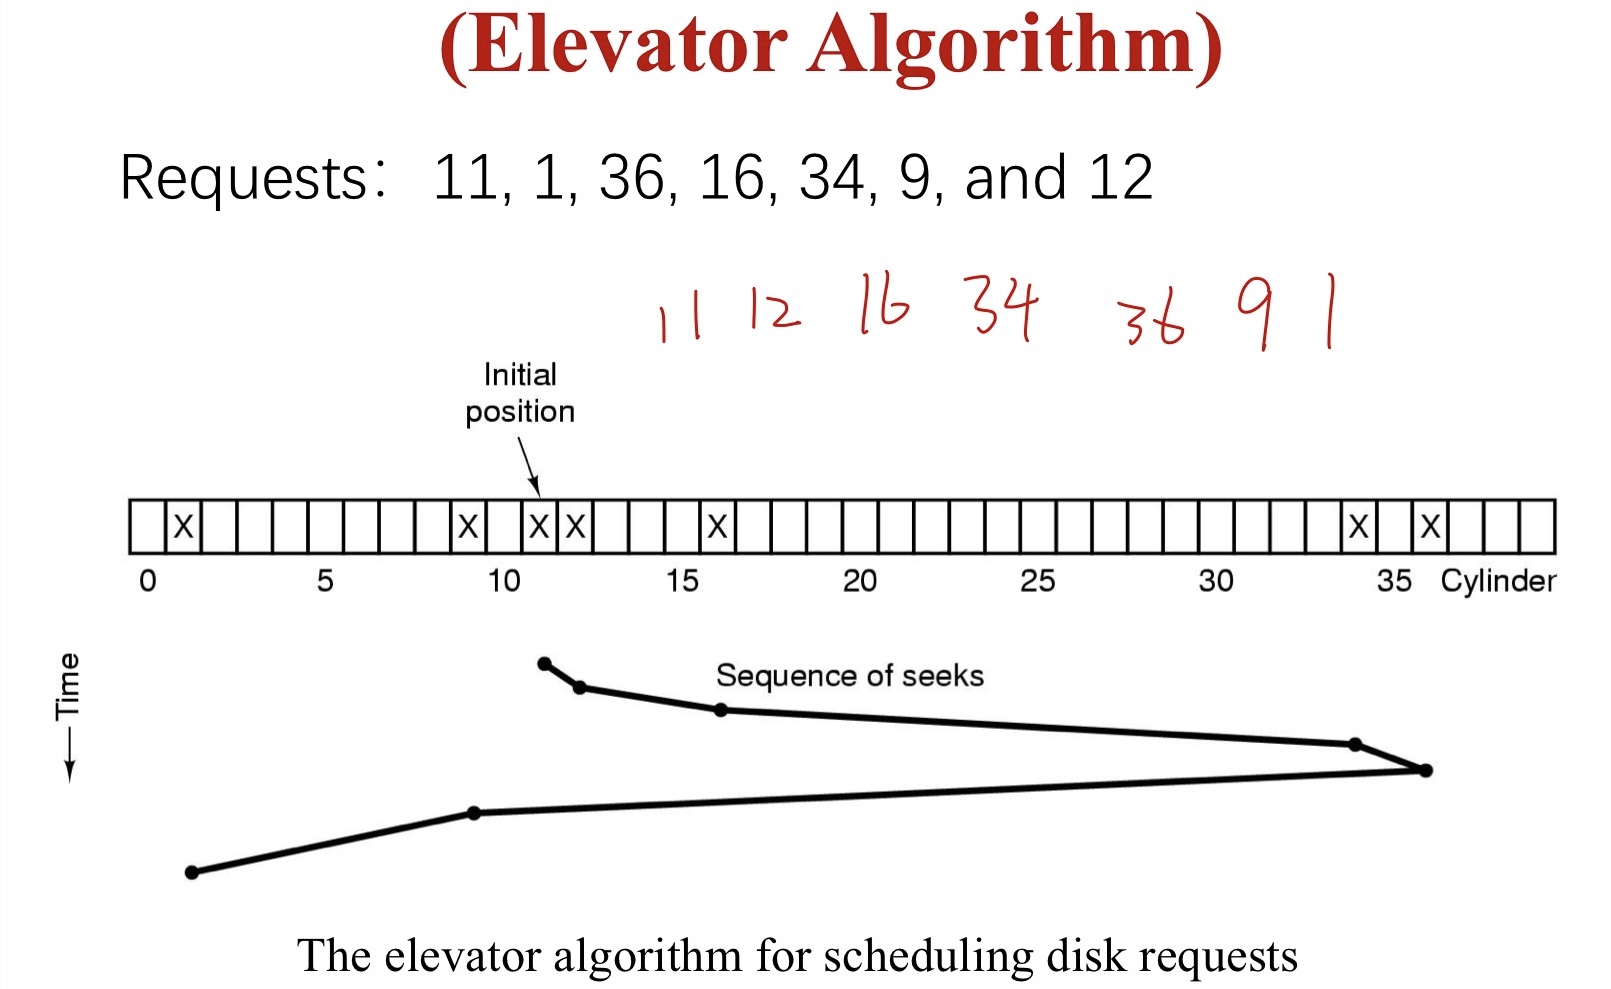 (Elevator Algorithm)
Requests： 11, 1, 36, 16, 34, 9, and 12
11 12 16 34 36 9 1
Initial
position
X X X X X X X
0 5 10 15 20 25 30 35 Cylinder
Time
Sequence of seeks
The elevator algorithm for scheduling disk requests